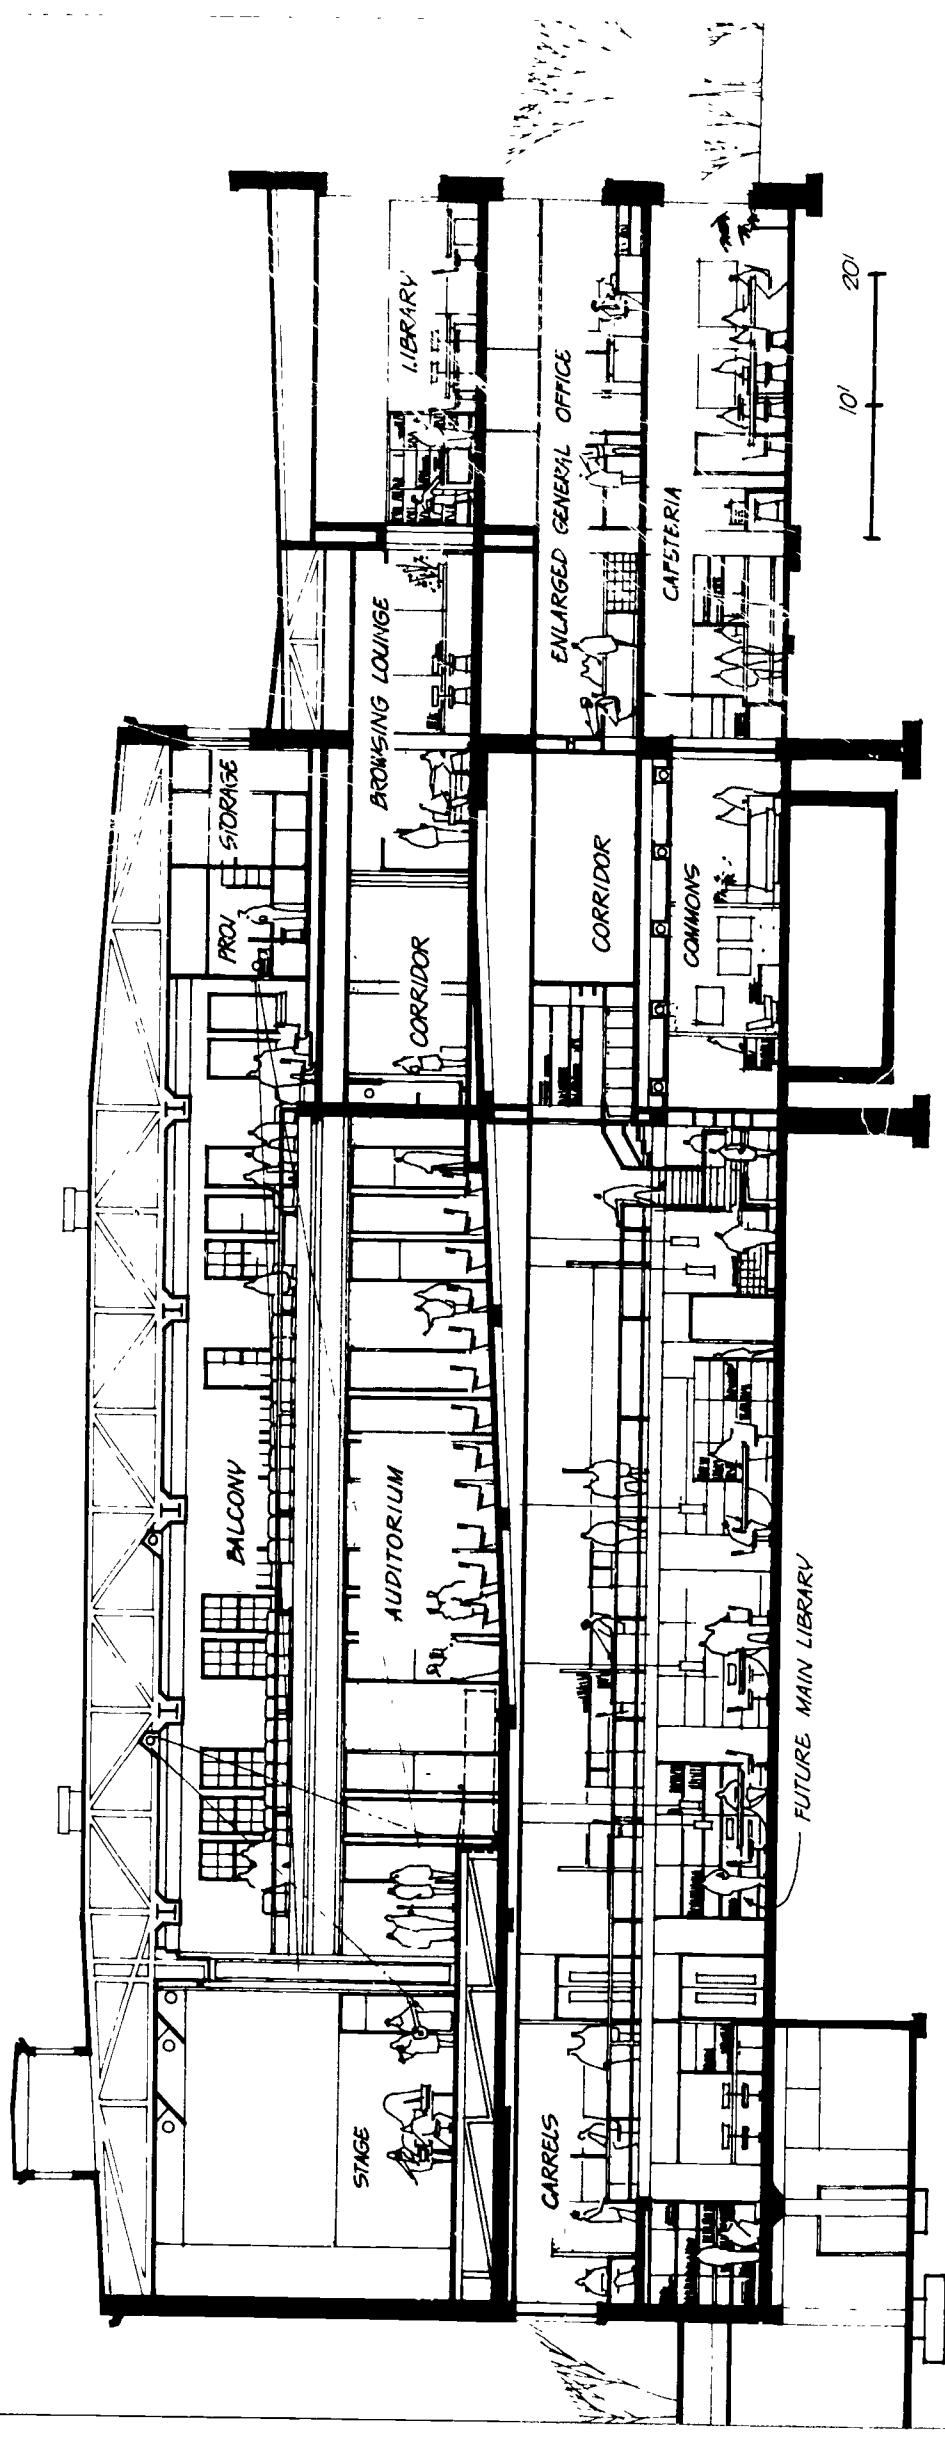 BALCONY
PROJ
STORAGE
STAGE
AUDITORIUM
CORRIDOR
BROWSING LOUNGE
LIBRARY
CARRELS
CORRIDOR
ENLARGED GENERAL OFFICE
COMMONS
CAFETERIA
FUTURE MAIN LIBRARY
10'
20'